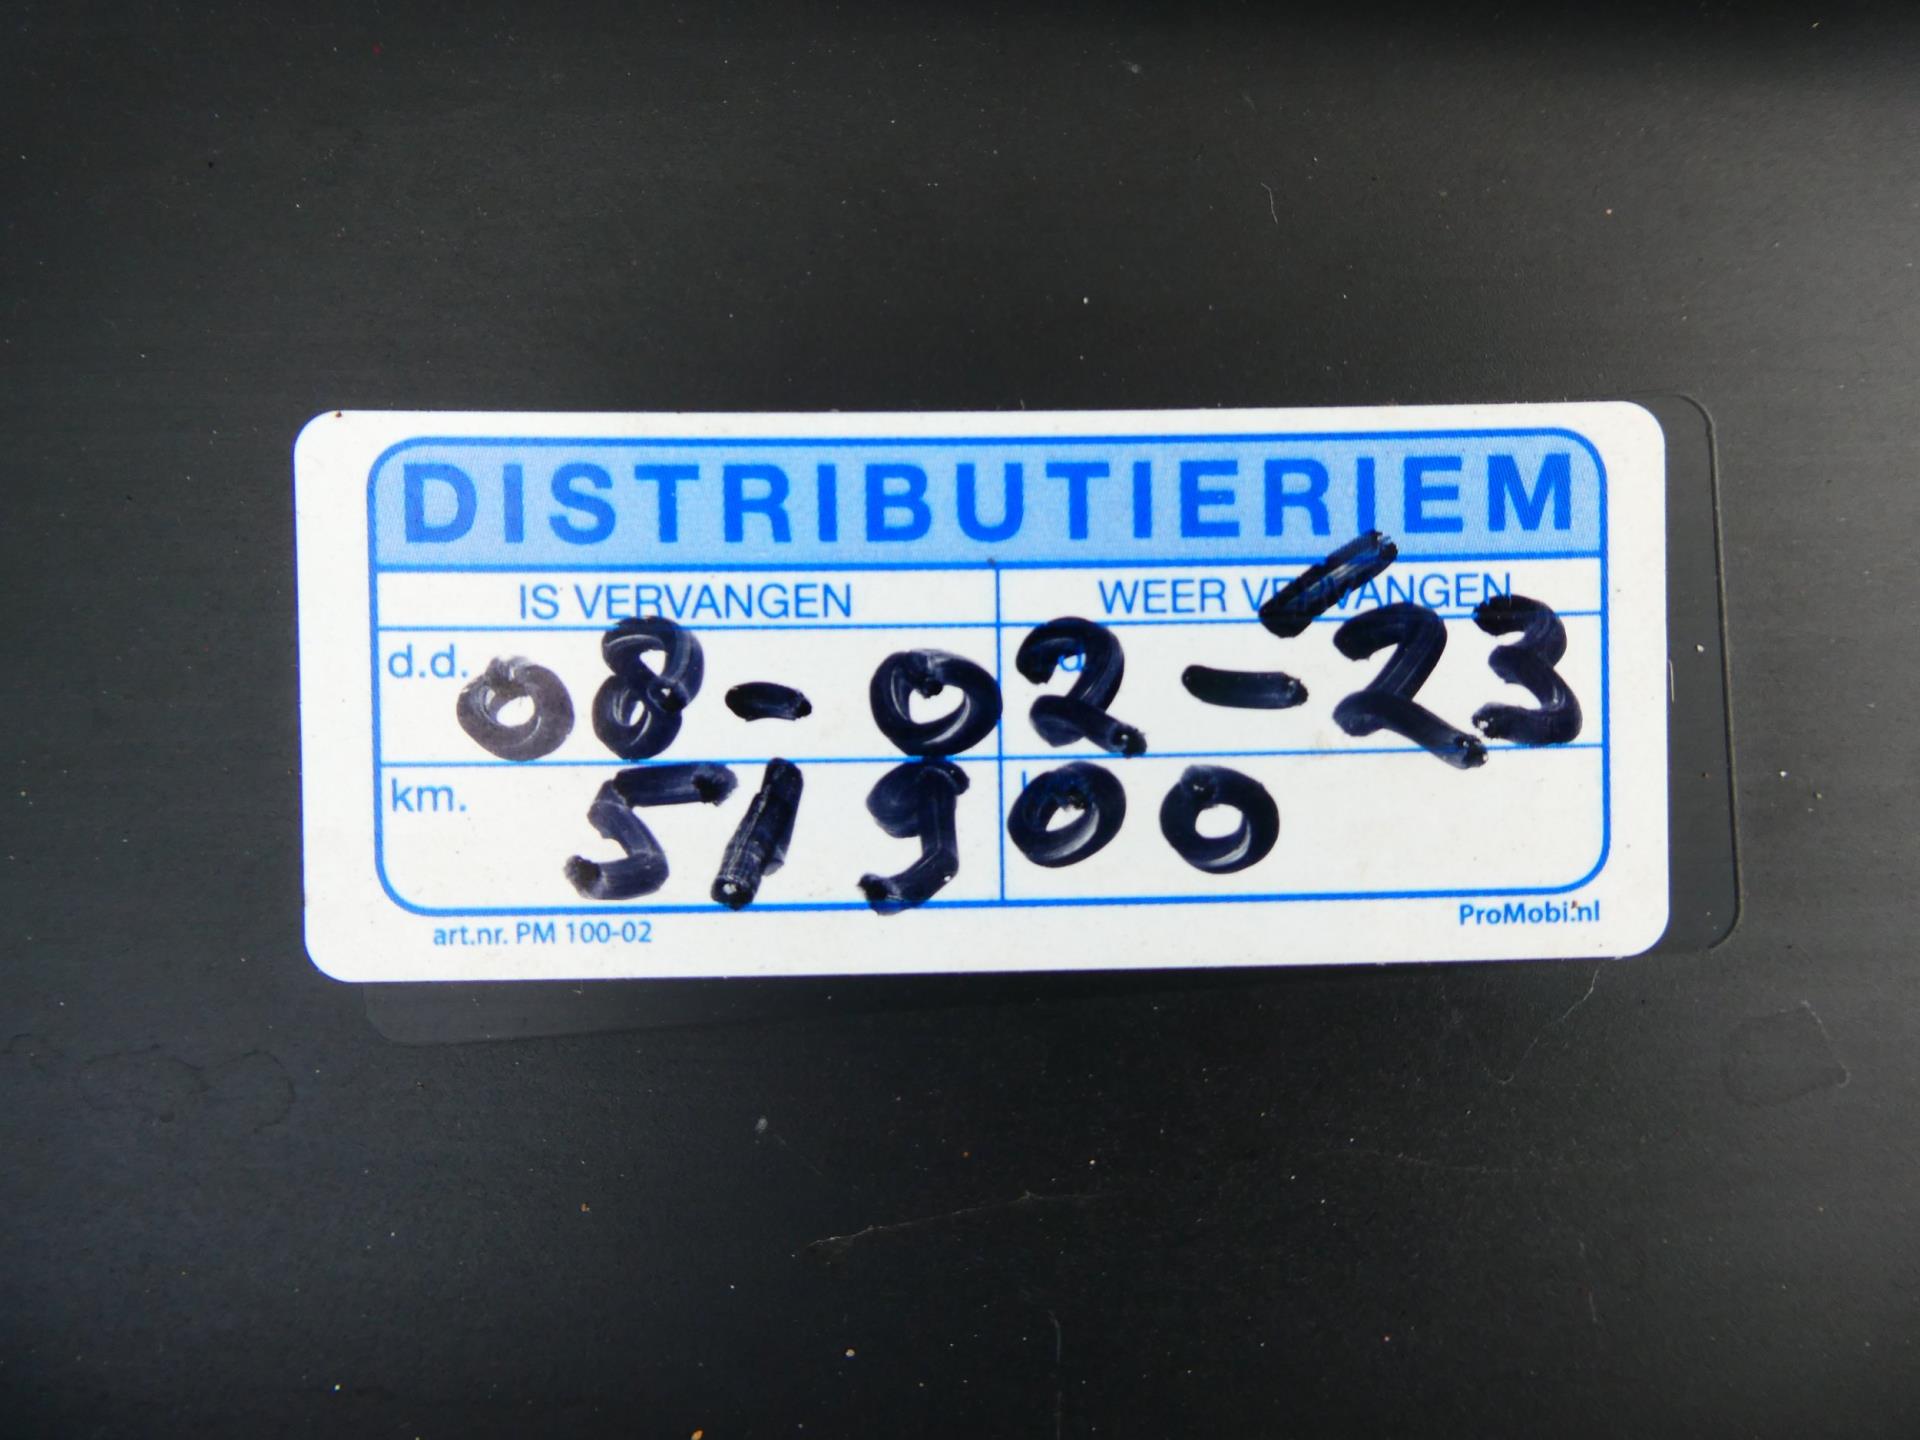 DISTRIBUTIERIEM
IS VERVANGEN WEER VERVANGEN
d.d. 08-02-'23
km. 51900
art.nr. PM 100-02 ProMobi.nl